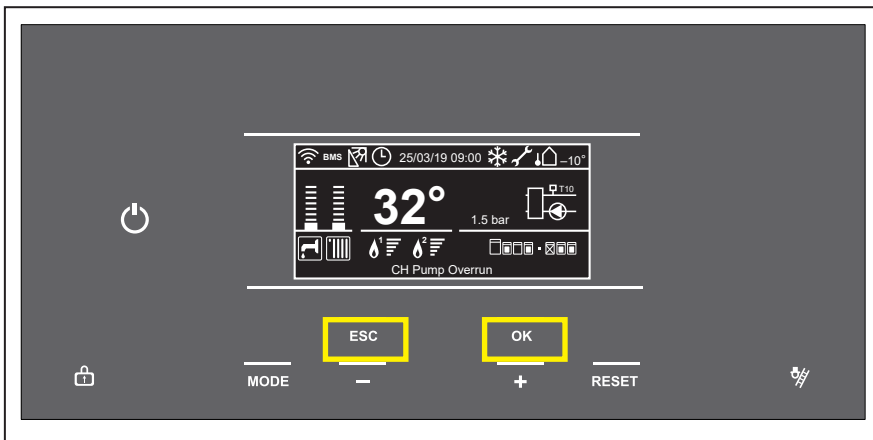 BMS 25/03/19 09:00 –10°
32° 1.5 bar T10
1 2
CH Pump Overrun
ESC OK
MODE – + RESET